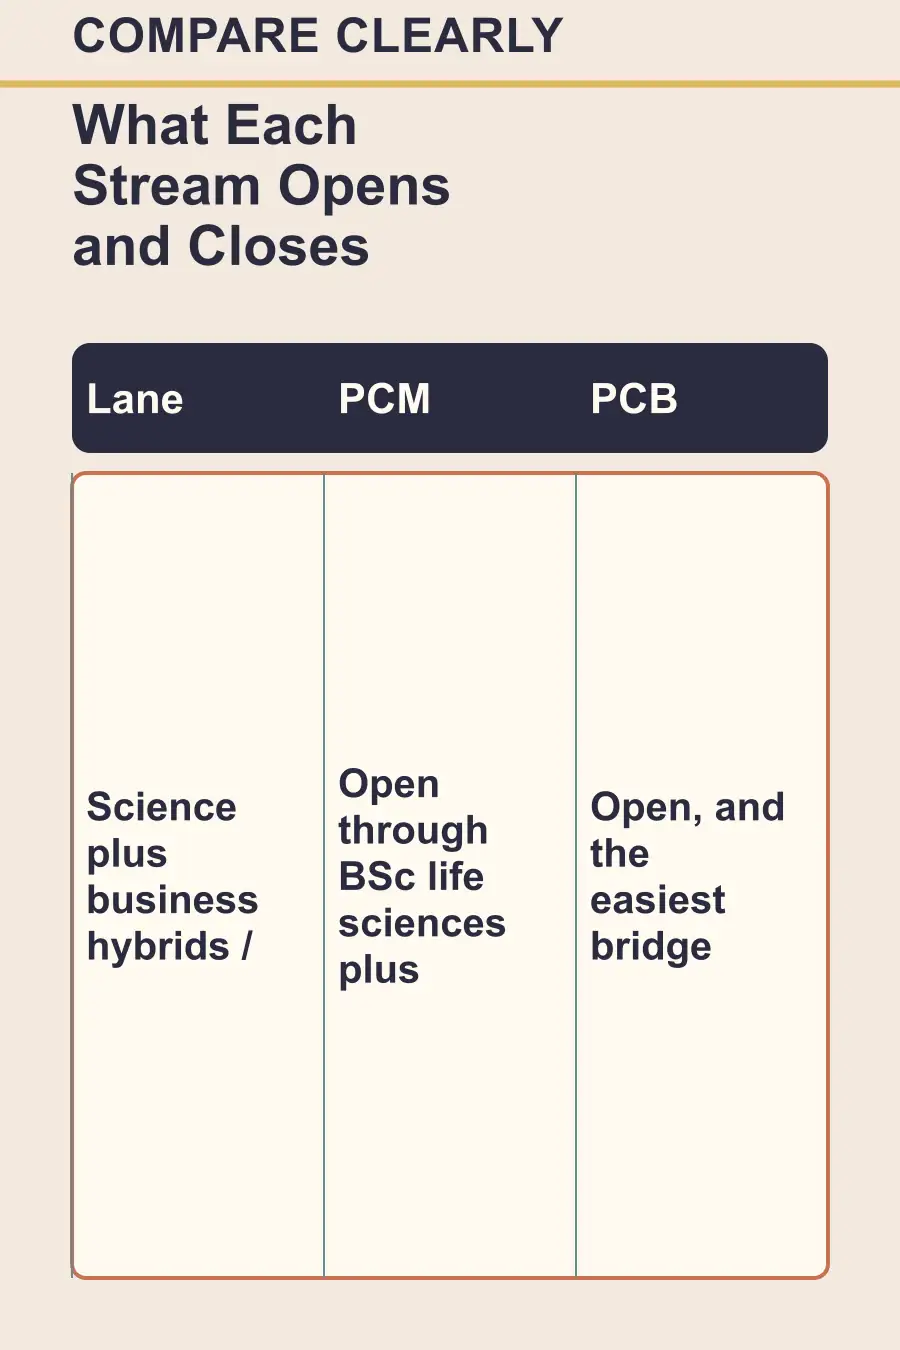 COMPARE CLEARLY
What Each
Stream Opens
and Closes
Lane PCM PCB
Science
plus
business
hybrids /
Open
through
BSc life
sciences
plus
Open, and
the
easiest
bridge